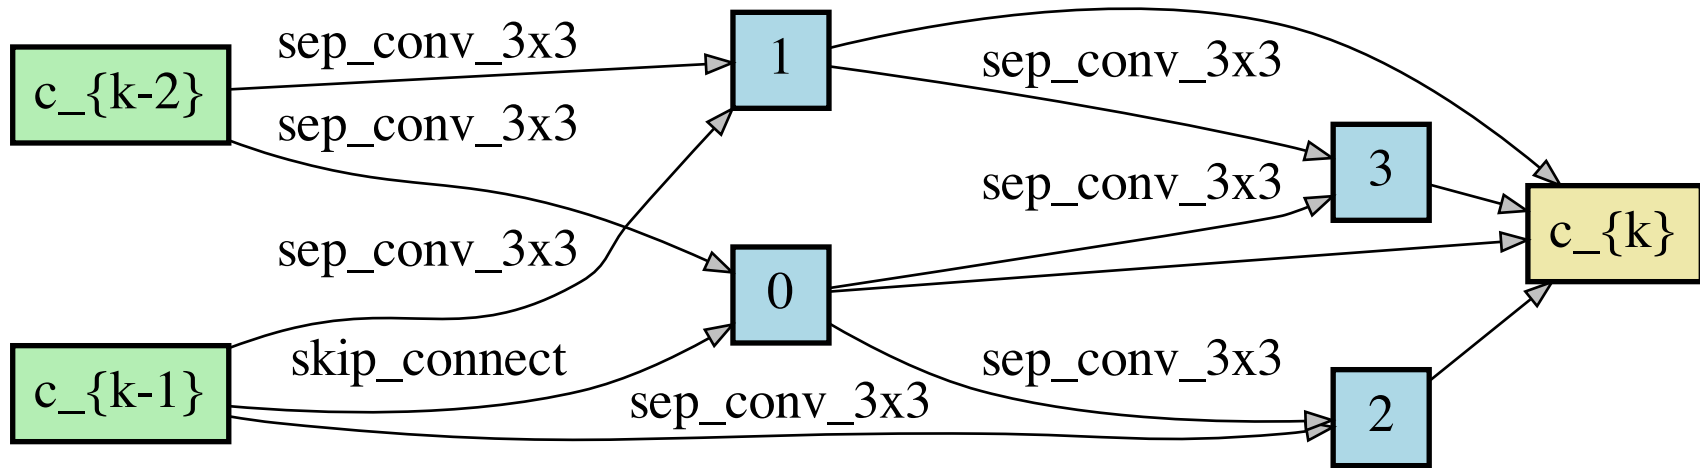 c_{k-2}
sep_conv_3x3
sep_conv_3x3
c_{k-1}
sep_conv_3x3
skip_connect
sep_conv_3x3
1
0
sep_conv_3x3
sep_conv_3x3
sep_conv_3x3
3
2
c_{k}